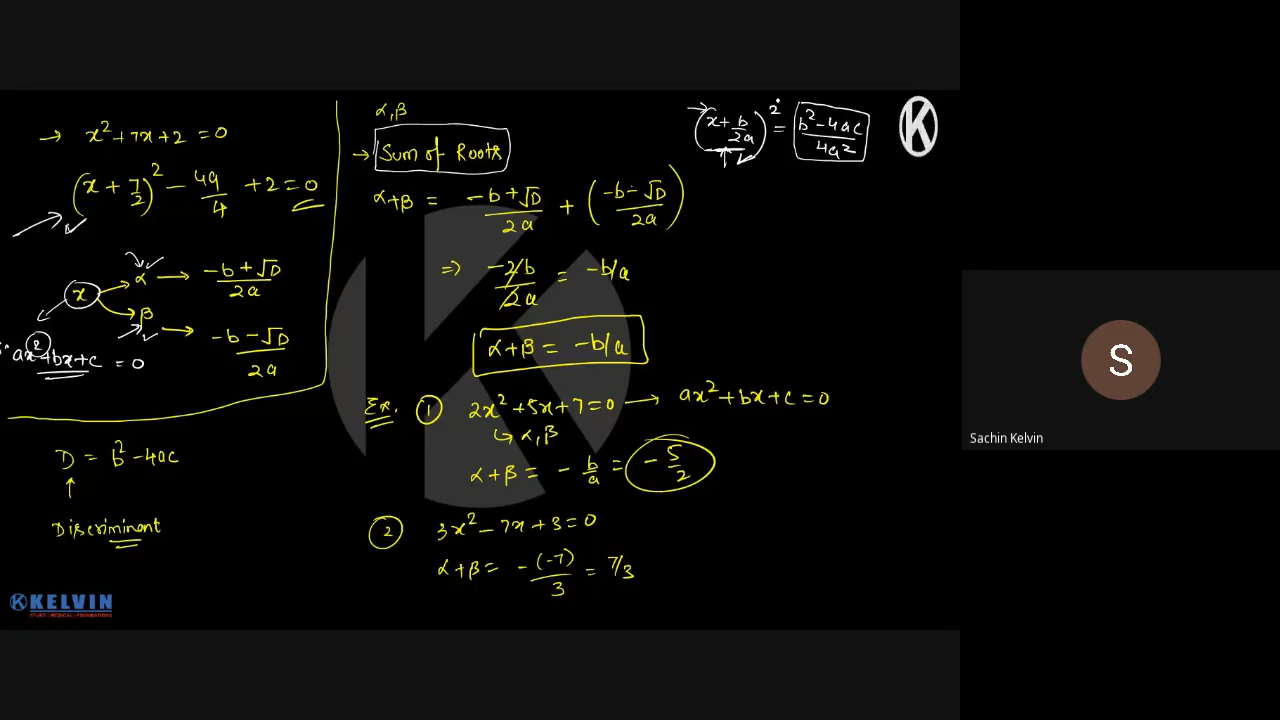 → x² + 7x + 2 = 0
(x + 7/2)² - 49/4 + 2 = 0
x → α → (-b + √D)/2a
β → (-b - √D)/2a
ax² + bx + c = 0
D = b² - 4ac
Discriminant
KELVIN
α, β
→ Sum of Roots
α+β = (-b + √D)/2a + ((-b - √D)/2a)
⇒ -2b/2a = -b/a
α+β = -b/a
Ex. ① 2x² + 5x + 7 = 0 → ax² + bx + c = 0
↳ α, β
α+β = - b/a = - 5/2
② 3x² - 7x + 3 = 0
α+β = -(-7)/3 = 7/3
→ (x + b/2a)² = (b² - 4ac)/4a²
K
S
Sachin Kelvin